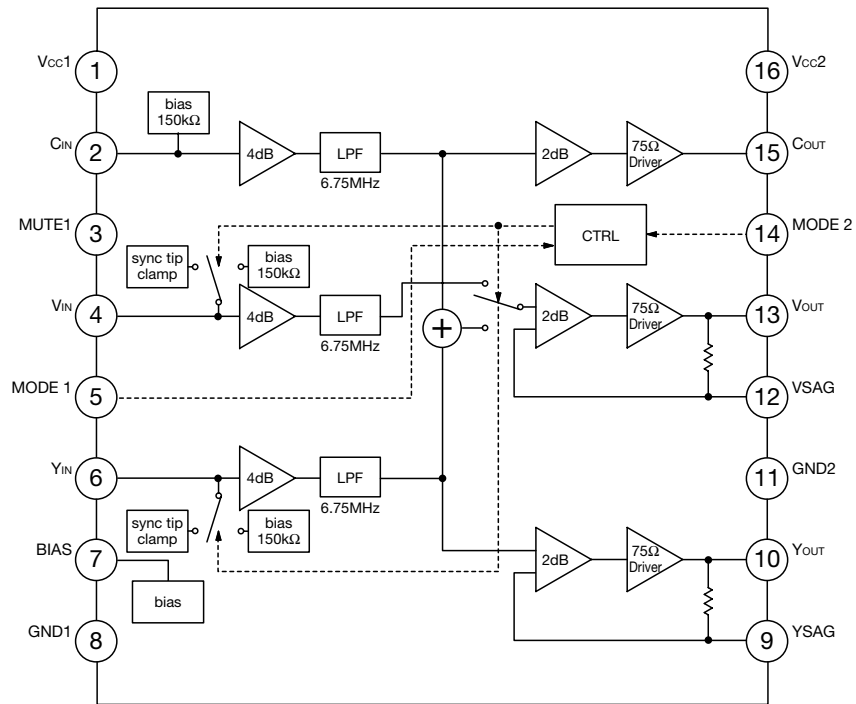 VCC1
1
16
VCC2
bias
150kΩ
CIN
2
4dB
LPF
6.75MHz
2dB
75Ω
Driver
15
COUT
MUTE1
3
CTRL
14
MODE 2
sync tip
clamp
bias
150kΩ
VIN
4
4dB
LPF
6.75MHz
+
2dB
75Ω
Driver
13
VOUT
MODE 1
5
12
VSAG
YIN
6
4dB
LPF
6.75MHz
11
GND2
sync tip
clamp
bias
150kΩ
BIAS
7
bias
2dB
75Ω
Driver
10
YOUT
GND1
8
9
YSAG